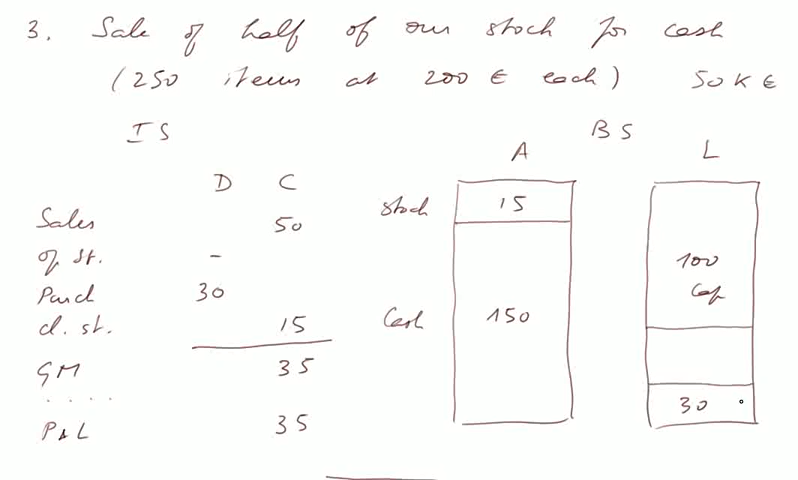 3. Sale of half of our stock for cash
(250 items at 200 € each) 50 K €
IS
BS
A
L
D C
Sales 50
op st. -
Purch 30
cl. st. 15
GM 35
....
P&L 35
stock 15
Cash 150
100
Cap
30